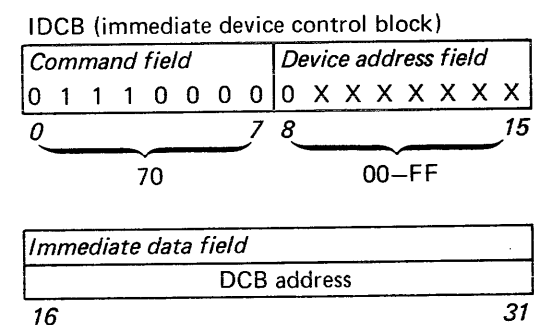 IDCB (immediate device control block)
Command field Device address field
0 1 1 1 0 0 0 0 0 X X X X X X X
0 7 8 15
70 00–FF
Immediate data field
DCB address
16 31